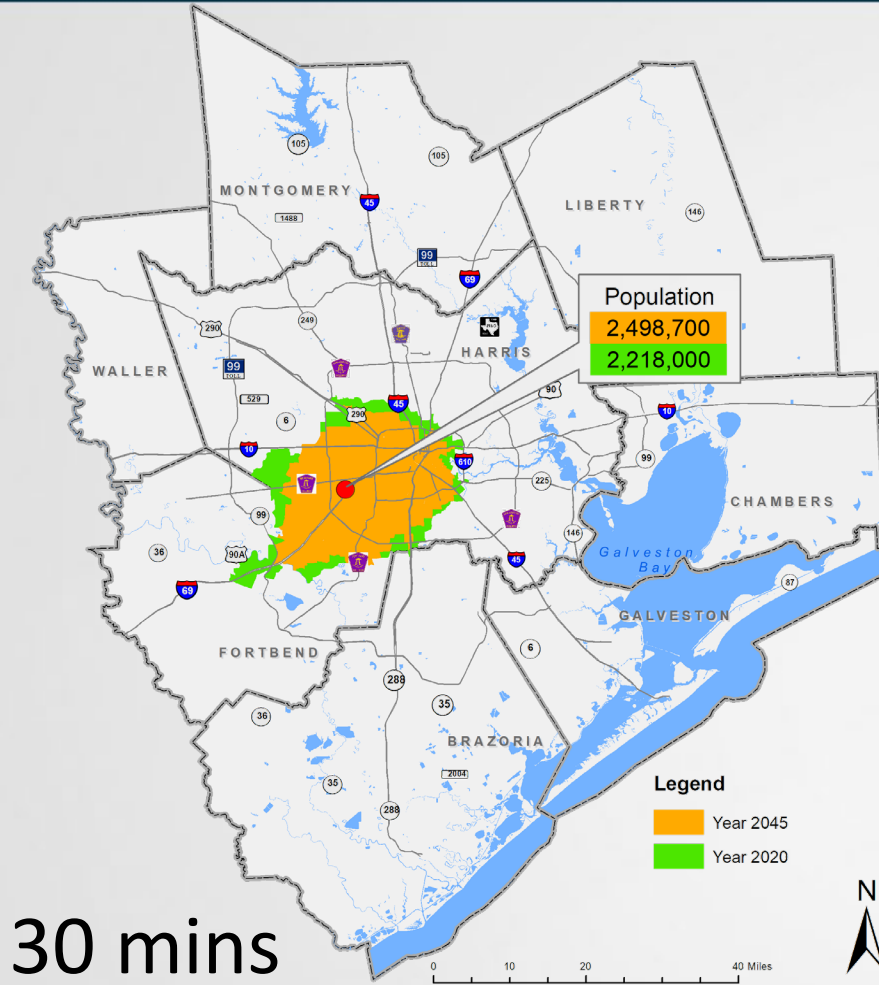 105
105
MONTGOMERY
45
LIBERTY
1488
146
99
TOLL
69
Population
2,498,700
2,218,000
290
249
HARRIS
WALLER
99
TOLL
529
90
10
6
290
45
10
610
99
225
CHAMBERS
99
146
36
90A
Galveston
Bay
45
69
87
GALVESTON
FORTBEND
6
288
36
35
BRAZORIA
2004
35
288
Legend
Year 2045
Year 2020
N
30 mins
0 10 20 40 Miles